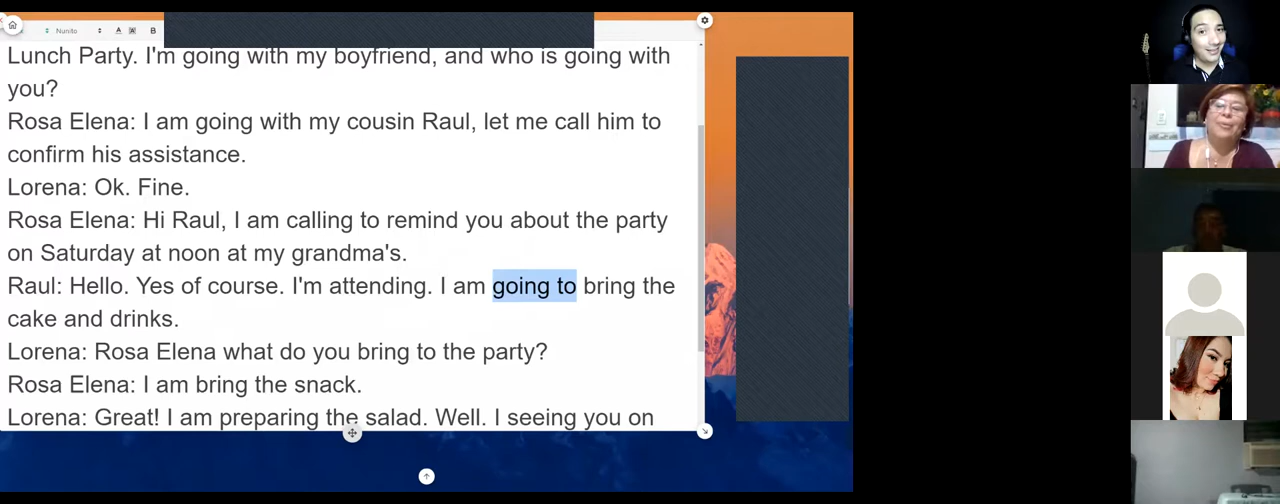 Nunito A A B
Lunch Party. I'm going with my boyfriend, and who is going with
you?
Rosa Elena: I am going with my cousin Raul, let me call him to
confirm his assistance.
Lorena: Ok. Fine.
Rosa Elena: Hi Raul, I am calling to remind you about the party
on Saturday at noon at my grandma's.
Raul: Hello. Yes of course. I'm attending. I am going to bring the
cake and drinks.
Lorena: Rosa Elena what do you bring to the party?
Rosa Elena: I am bring the snack.
Lorena: Great! I am preparing the salad. Well. I seeing you on